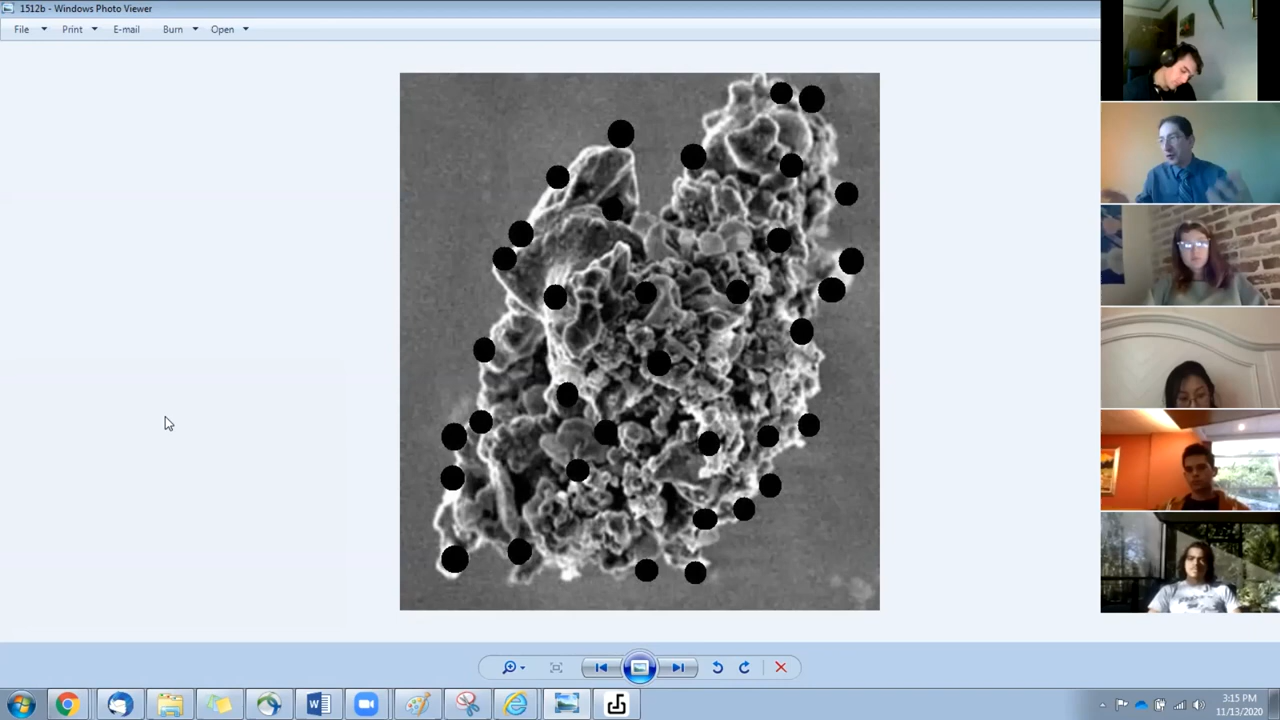 1512b - Windows Photo Viewer
File Print E-mail Burn Open
3:15 PM
11/13/2020